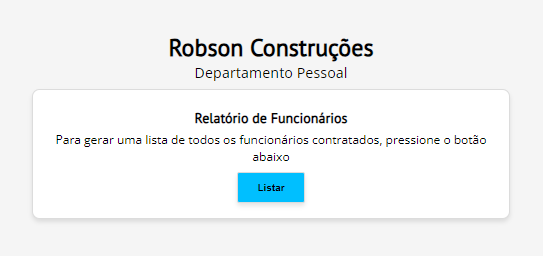 Robson Construções
Departamento Pessoal
Relatório de Funcionários
Para gerar uma lista de todos os funcionários contratados, pressione o botão
abaixo
Listar